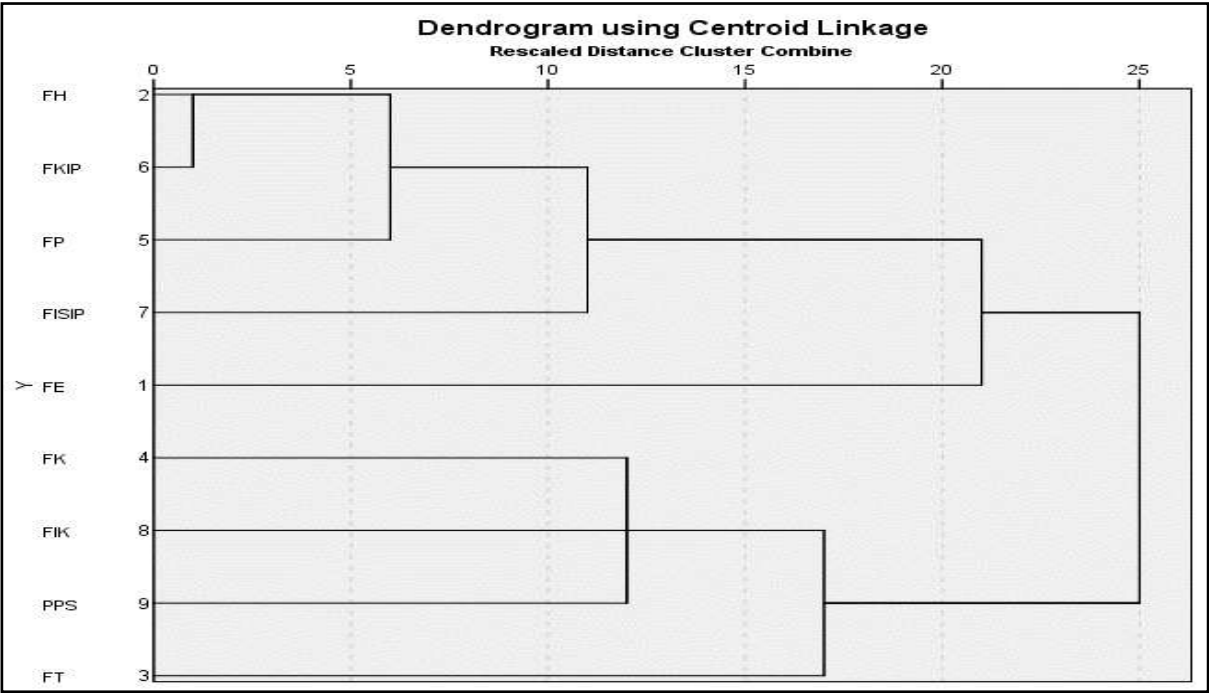 Dendrogram using Centroid Linkage
Rescaled Distance Cluster Combine
0 5 10 15 20 25
FH 2
FKIP 6
FP 5
FISIP 7
Y
FE 1
FK 4
FIK 8
PPS 9
FT 3